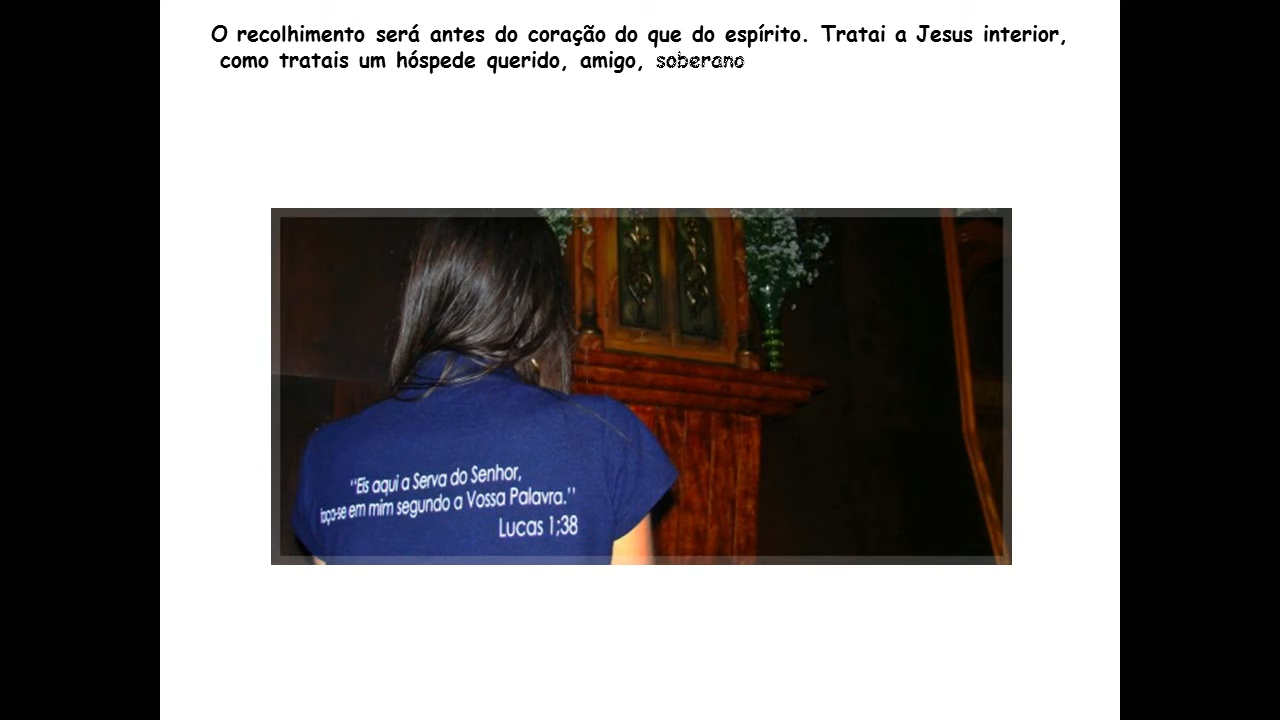 O recolhimento será antes do coração do que do espírito. Tratai a Jesus interior,
como tratais um hóspede querido, amigo, soberano
“Eis aqui a Serva do Senhor,
faça-se em mim segundo a Vossa Palavra.”
Lucas 1;38